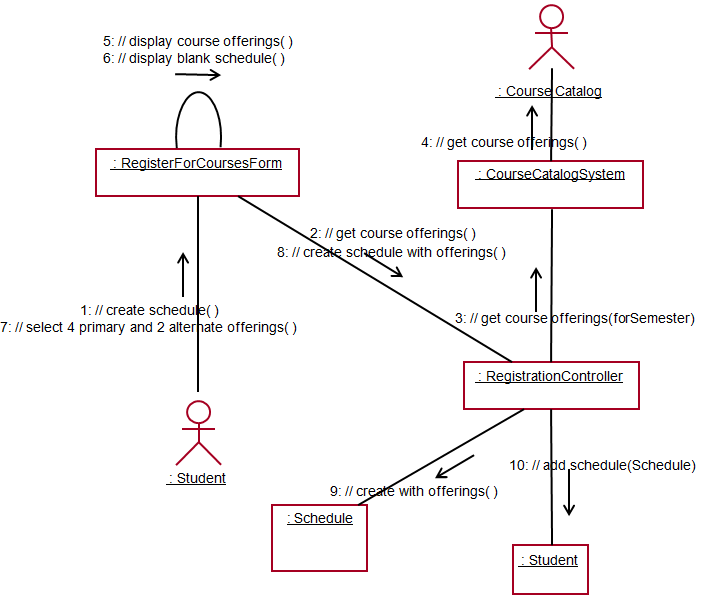 5: // display course offerings( )
6: // display blank schedule( )
: Course Catalog
4: // get course offerings( )
: RegisterForCoursesForm
: CourseCatalogSystem
2: // get course offerings( )
8: // create schedule with offerings( )
1: // create schedule( )
7: // select 4 primary and 2 alternate offerings( )
3: // get course offerings(forSemester)
: RegistrationController
: Student
10: // add schedule(Schedule)
9: // create with offerings( )
: Schedule
: Student